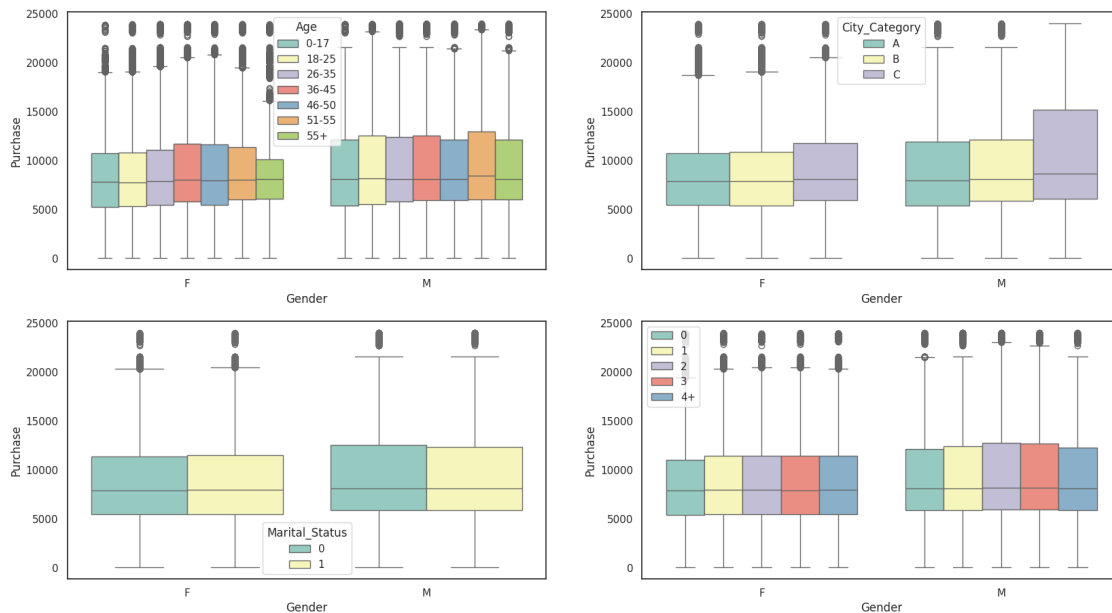 25000
20000
15000
10000
5000
0
Purchase
Age
0-17
18-25
26-35
36-45
46-50
51-55
55+
F
M
Gender
25000
20000
15000
10000
5000
0
Purchase
City_Category
A
B
C
F
M
Gender
25000
20000
15000
10000
5000
0
Purchase
Marital_Status
0
1
F
M
Gender
25000
20000
15000
10000
5000
0
Purchase
0
1
2
3
4+
F
M
Gender